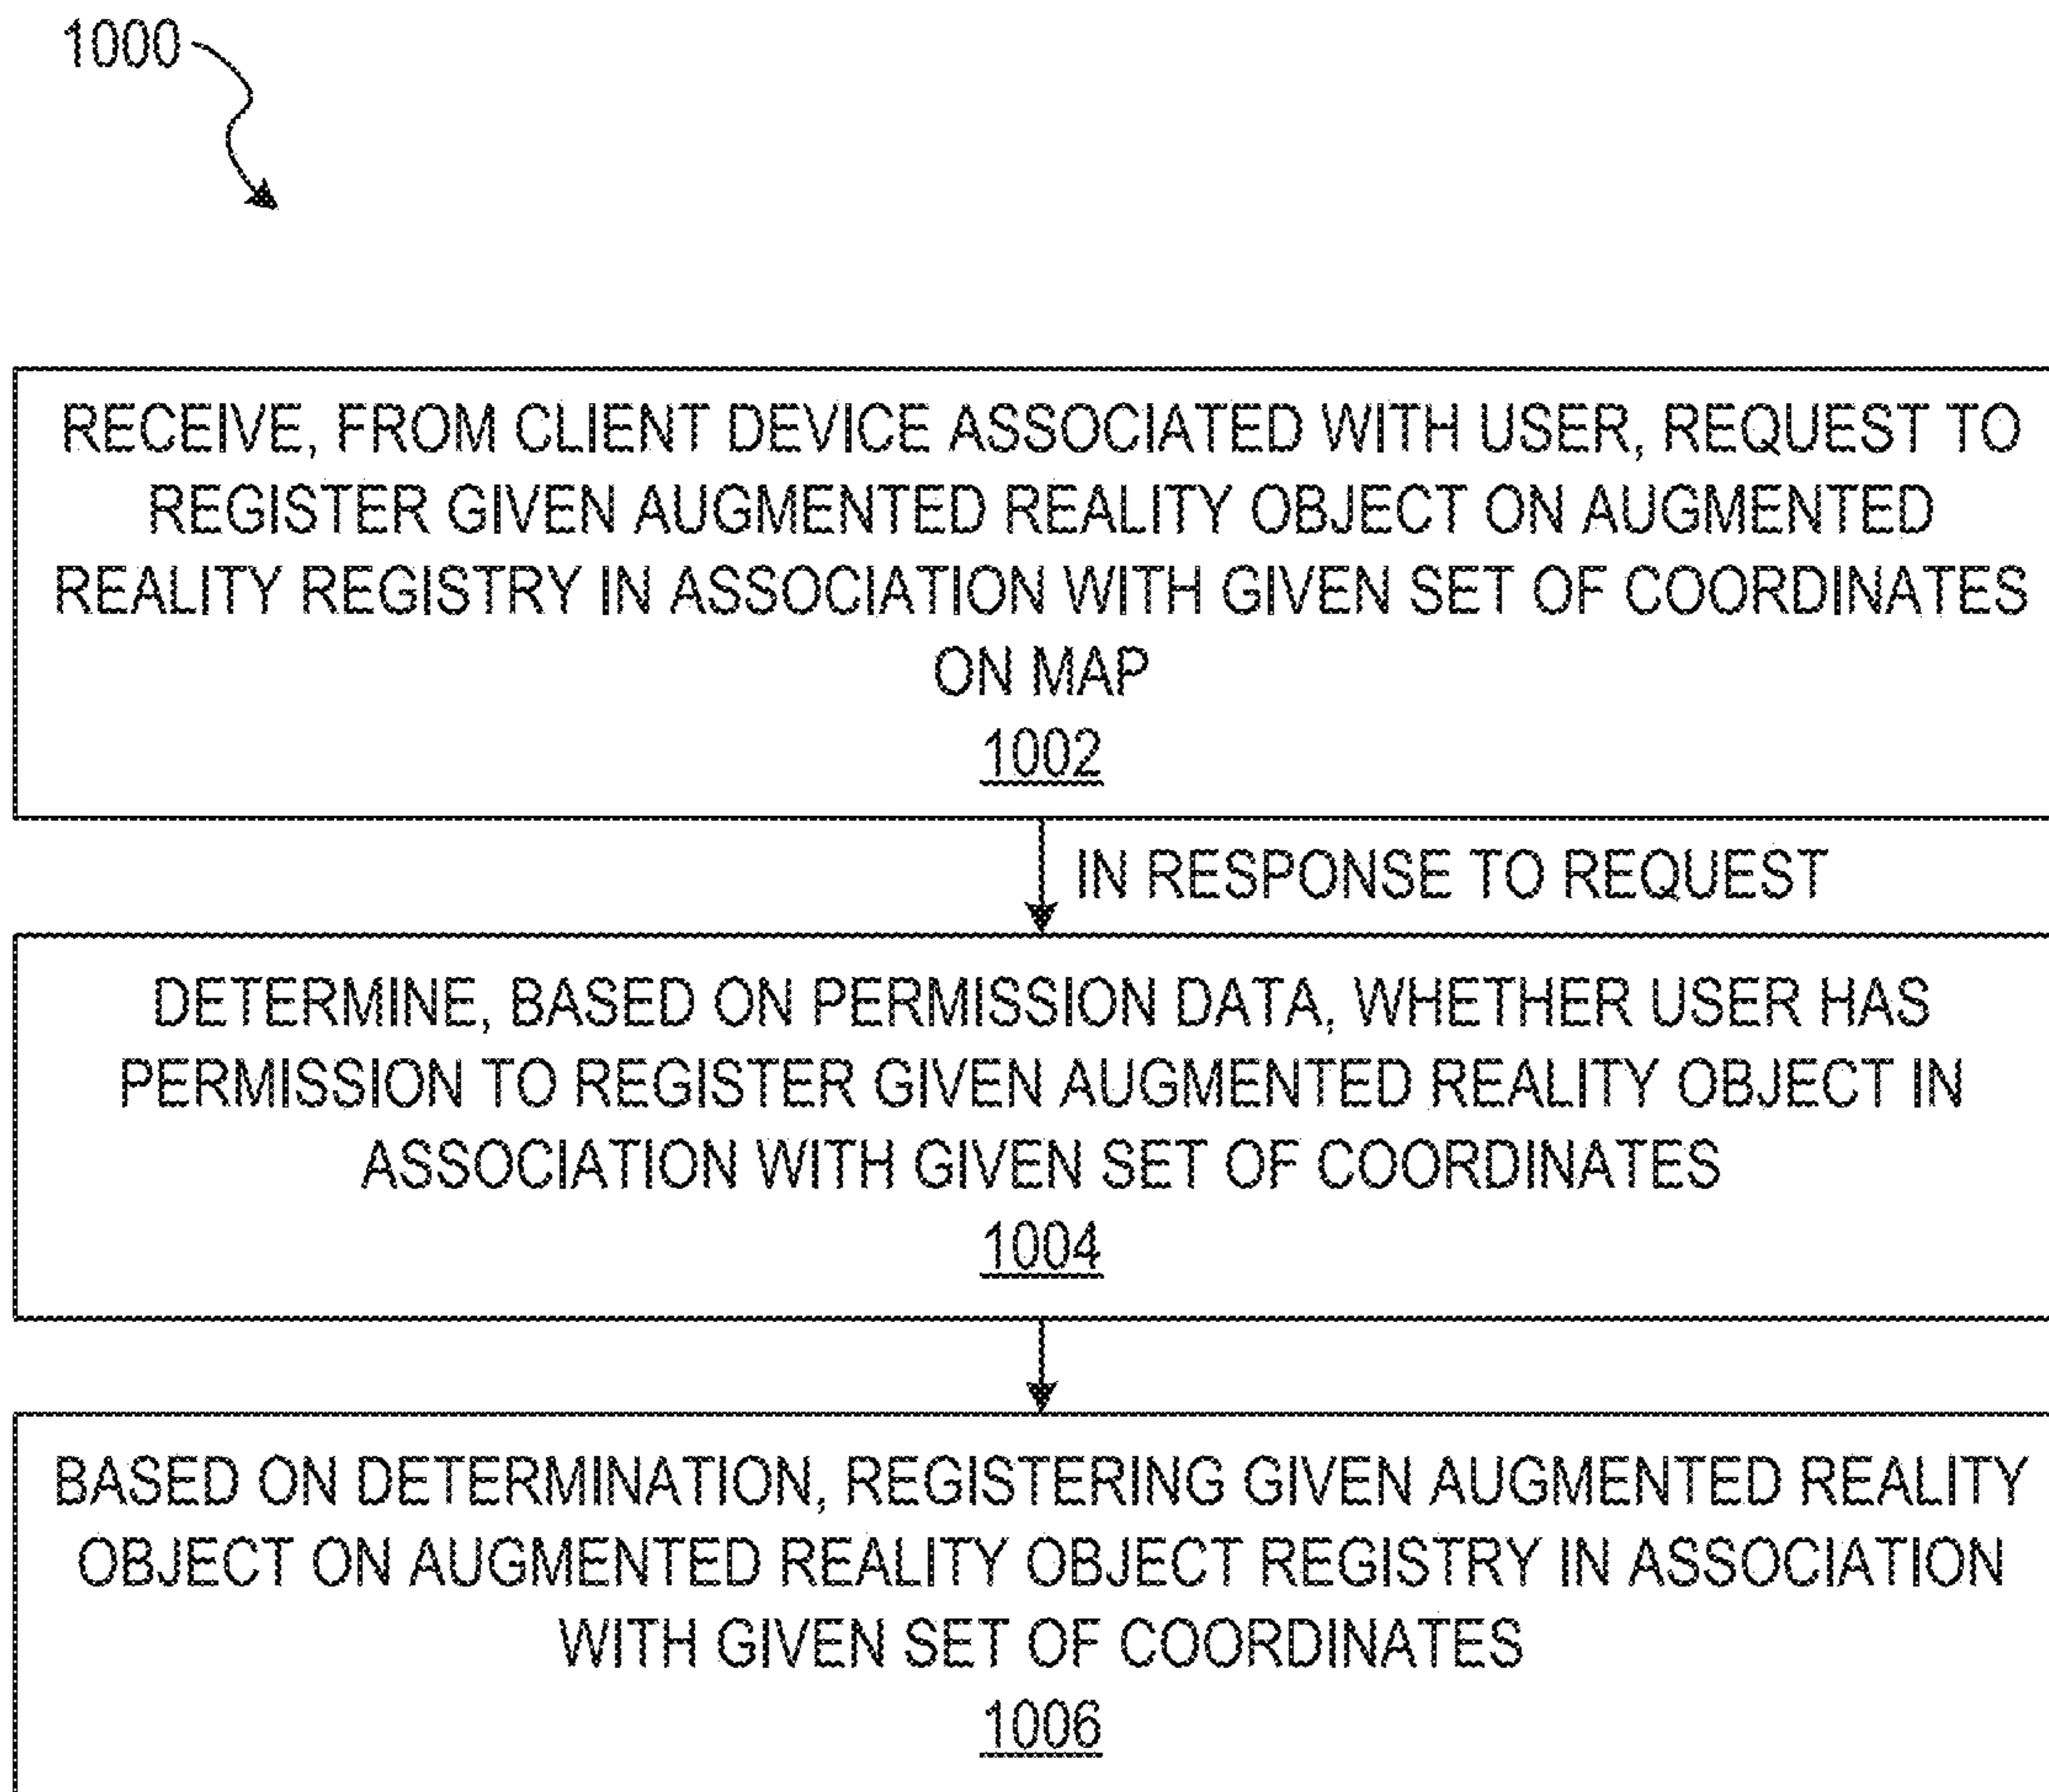 1000
RECEIVE, FROM CLIENT DEVICE ASSOCIATED WITH USER, REQUEST TO
REGISTER GIVEN AUGMENTED REALITY OBJECT ON AUGMENTED
REALITY REGISTRY IN ASSOCIATION WITH GIVEN SET OF COORDINATES
ON MAP
1002
IN RESPONSE TO REQUEST
DETERMINE, BASED ON PERMISSION DATA, WHETHER USER HAS
PERMISSION TO REGISTER GIVEN AUGMENTED REALITY OBJECT IN
ASSOCIATION WITH GIVEN SET OF COORDINATES
1004
BASED ON DETERMINATION, REGISTERING GIVEN AUGMENTED REALITY
OBJECT ON AUGMENTED REALITY OBJECT REGISTRY IN ASSOCIATION
WITH GIVEN SET OF COORDINATES
1006